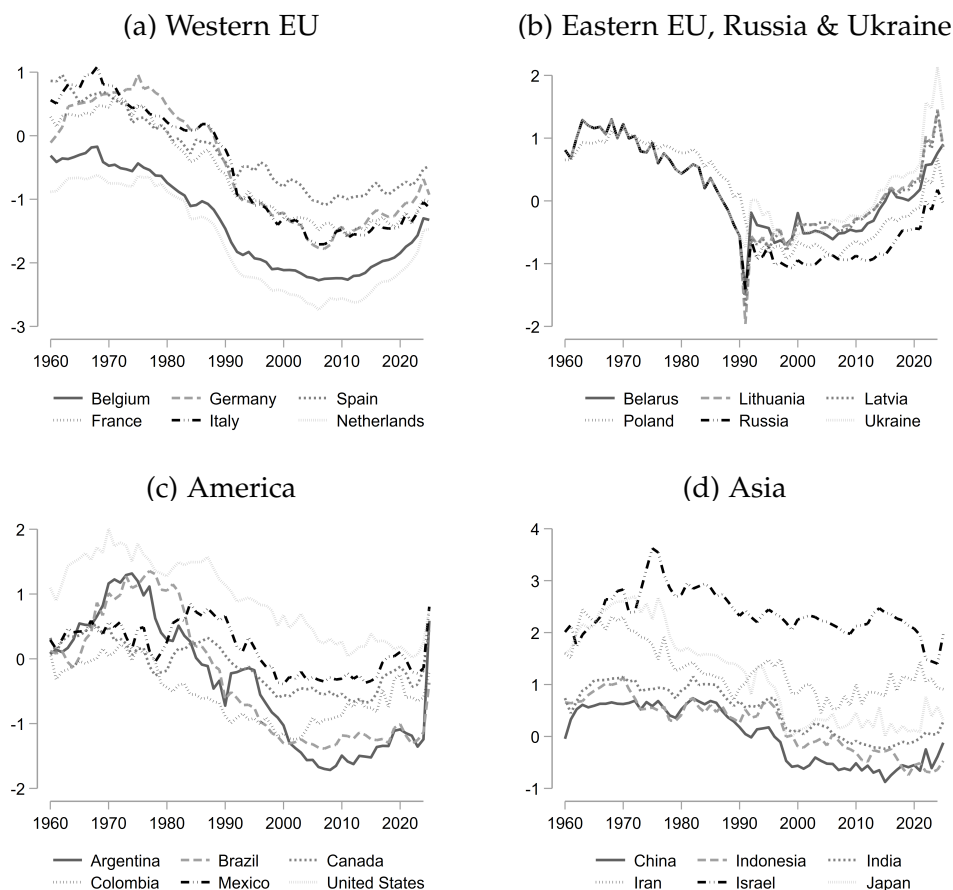 (a) Western EU
1
0
-1
-2
-3
1960 1970 1980 1990 2000 2010 2020
Belgium Germany Spain
France Italy Netherlands
(b) Eastern EU, Russia & Ukraine
2
1
0
-1
-2
1960 1970 1980 1990 2000 2010 2020
Belarus Lithuania Latvia
Poland Russia Ukraine
(c) America
2
1
0
-1
-2
1960 1970 1980 1990 2000 2010 2020
Argentina Brazil Canada
Colombia Mexico United States
(d) Asia
4
3
2
1
0
-1
1960 1970 1980 1990 2000 2010 2020
China Indonesia India
Iran Israel Japan